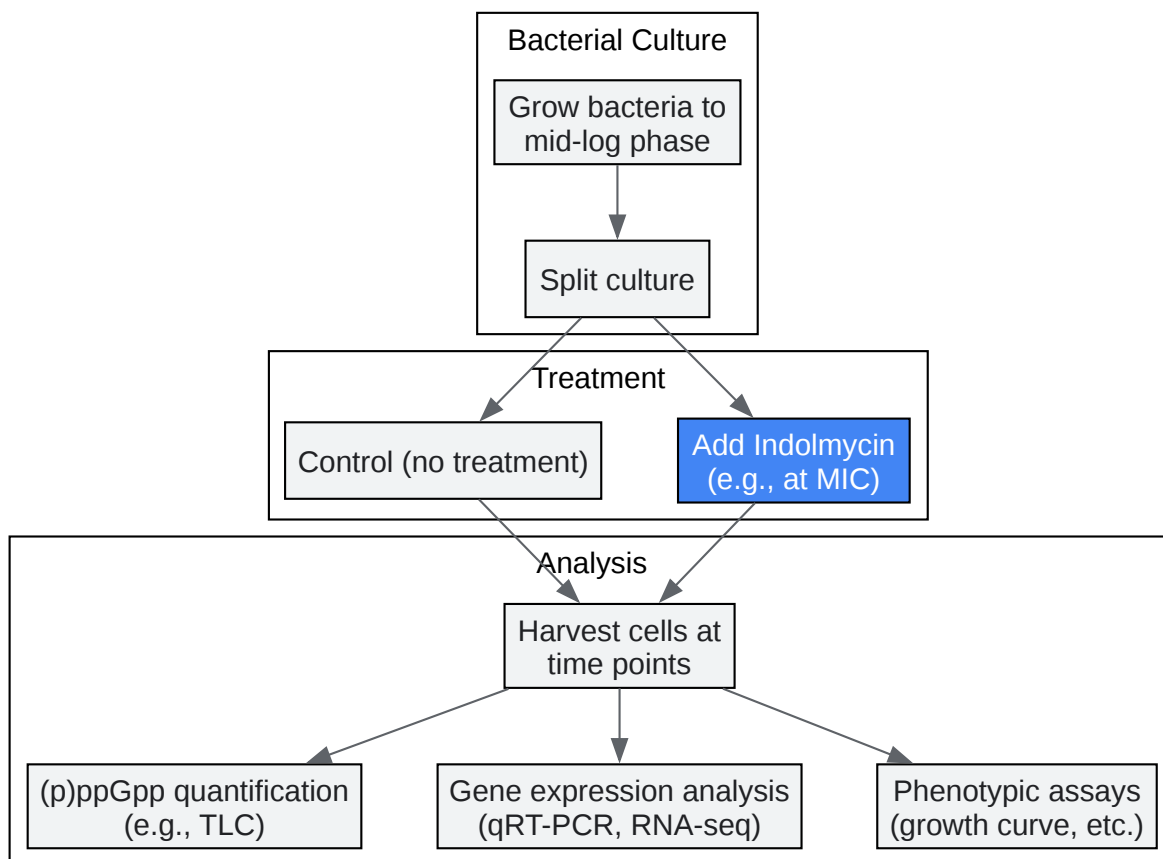 Bacterial Culture
Grow bacteria to
mid-log phase
Split culture
Treatment
Control (no treatment)
Add Indolmycin
(e.g., at MIC)
Analysis
Harvest cells at
time points
(p)ppGpp quantification
(e.g., TLC)
Gene expression analysis
(qRT-PCR, RNA-seq)
Phenotypic assays
(growth curve, etc.)